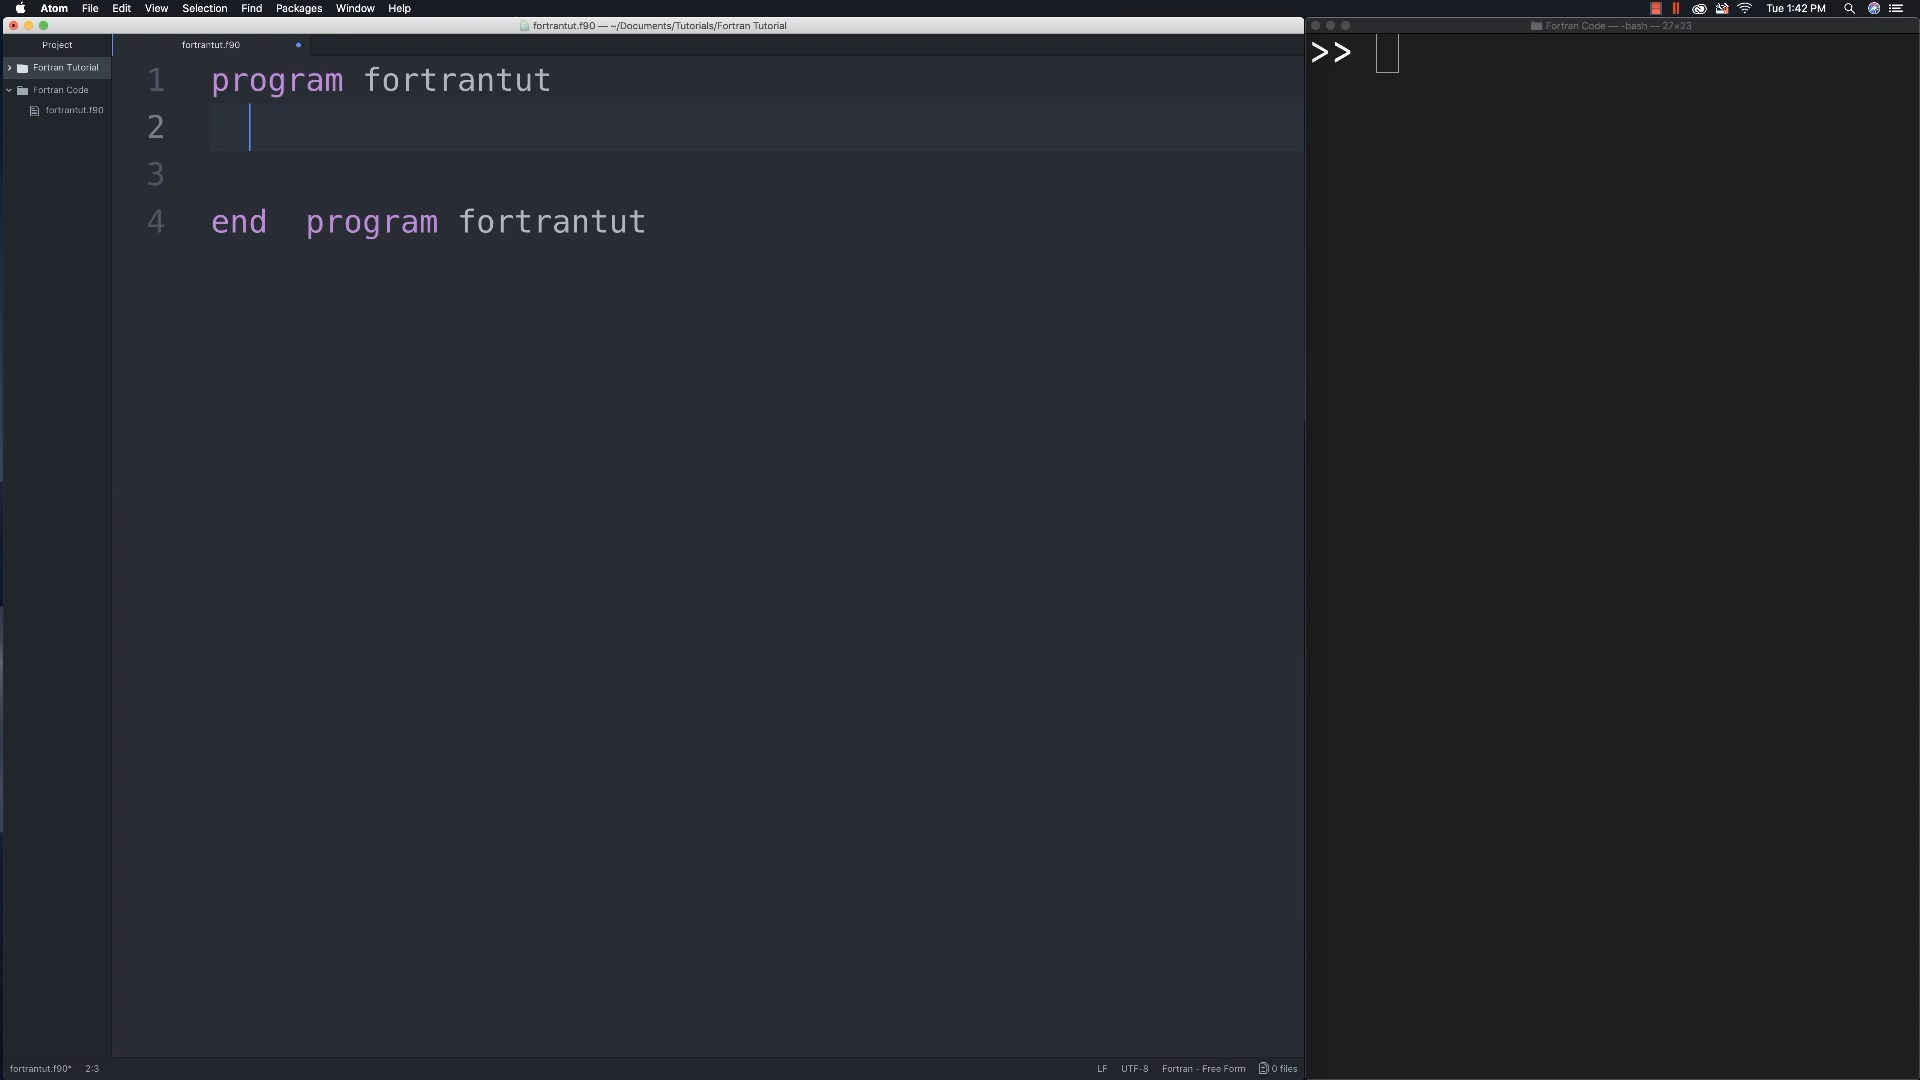 Atom File Edit View Selection Find Packages Window Help Tue 1:42 PM
fortrantut.f90 — ~/Documents/Tutorials/Fortran Tutorial
Fortran Code — -bash — 27×23
Project
fortrantut.f90
>>
Fortran Tutorial
Fortran Code
fortrantut.f90
1 program fortrantut
2
3
4 end  program fortrantut
fortrantut.f90* 2:3
LF UTF-8 Fortran - Free Form 0 files